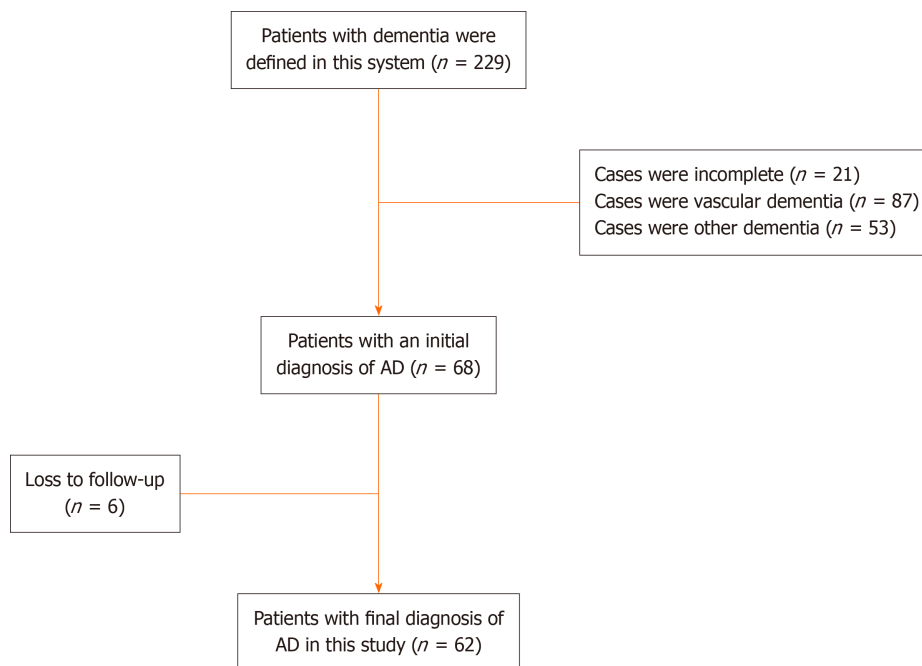 Patients with dementia were
defined in this system (n = 229)
Cases were incomplete (n = 21)
Cases were vascular dementia (n = 87)
Cases were other dementia (n = 53)
Patients with an initial
diagnosis of AD (n = 68)
Loss to follow-up
(n = 6)
Patients with final diagnosis of
AD in this study (n = 62)